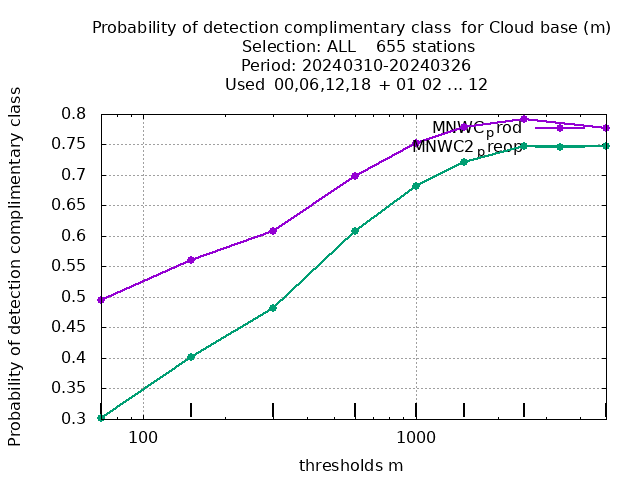 Probability of detection complimentary class  for Cloud base (m)
Selection: ALL    655 stations
Period: 20240310-20240326
Used  00,06,12,18 + 01 02 ... 12
Probability of detection complimentary class
0.8
0.75
0.7
0.65
0.6
0.55
0.5
0.45
0.4
0.35
0.3
MNWCprod
MNWC2preop
100
1000
thresholds m